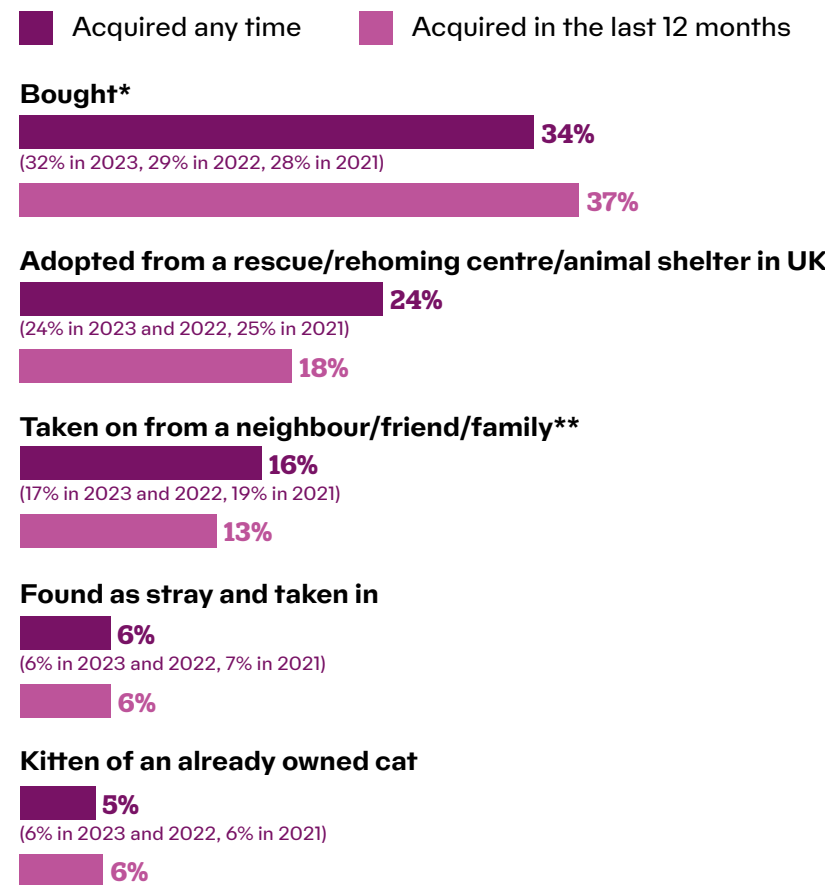 Acquired any time Acquired in the last 12 months
Bought*
34%
(32% in 2023, 29% in 2022, 28% in 2021)
37%
Adopted from a rescue/rehoming centre/animal shelter in UK
24%
(24% in 2023 and 2022, 25% in 2021)
18%
Taken on from a neighbour/friend/family**
16%
(17% in 2023 and 2022, 19% in 2021)
13%
Found as stray and taken in
6%
(6% in 2023 and 2022, 7% in 2021)
6%
Kitten of an already owned cat
5%
(6% in 2023 and 2022, 6% in 2021)
6%